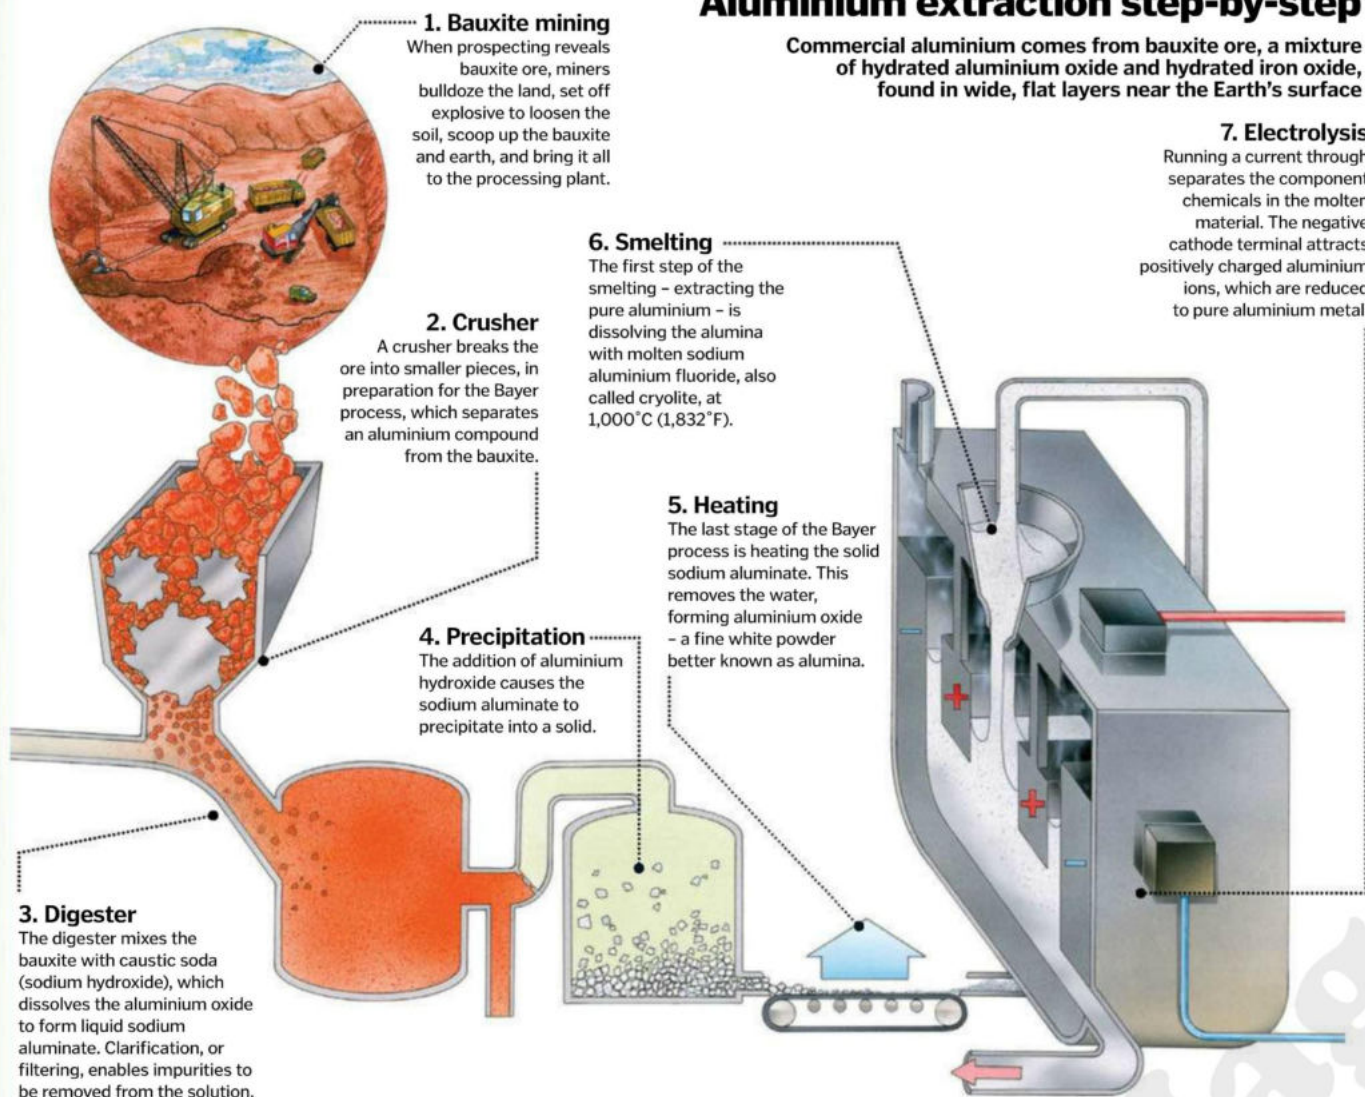 Aluminium extraction step-by-step
Commercial aluminium comes from bauxite ore, a mixture
of hydrated aluminium oxide and hydrated iron oxide,
found in wide, flat layers near the Earth's surface
1. Bauxite mining
When prospecting reveals
bauxite ore, miners
bulldoze the land, set off
explosive to loosen the
soil, scoop up the bauxite
and earth, and bring it all
to the processing plant.
2. Crusher
A crusher breaks the
ore into smaller pieces, in
preparation for the Bayer
process, which separates
an aluminium compound
from the bauxite.
3. Digester
The digester mixes the
bauxite with caustic soda
(sodium hydroxide), which
dissolves the aluminium oxide
to form liquid sodium
aluminate. Clarification, or
filtering, enables impurities to
be removed from the solution.
4. Precipitation
The addition of aluminium
hydroxide causes the
sodium aluminate to
precipitate into a solid.
5. Heating
The last stage of the Bayer
process is heating the solid
sodium aluminate. This
removes the water,
forming aluminium oxide
– a fine white powder
better known as alumina.
6. Smelting
The first step of the
smelting – extracting the
pure aluminium – is
dissolving the alumina
with molten sodium
aluminium fluoride, also
called cryolite, at
1,000˚C (1,832˚F).
7. Electrolysis
Running a current through
separates the component
chemicals in the molten
material. The negative
cathode terminal attracts
positively charged aluminium
ions, which are reduced
to pure aluminium metal
–
+
+
–